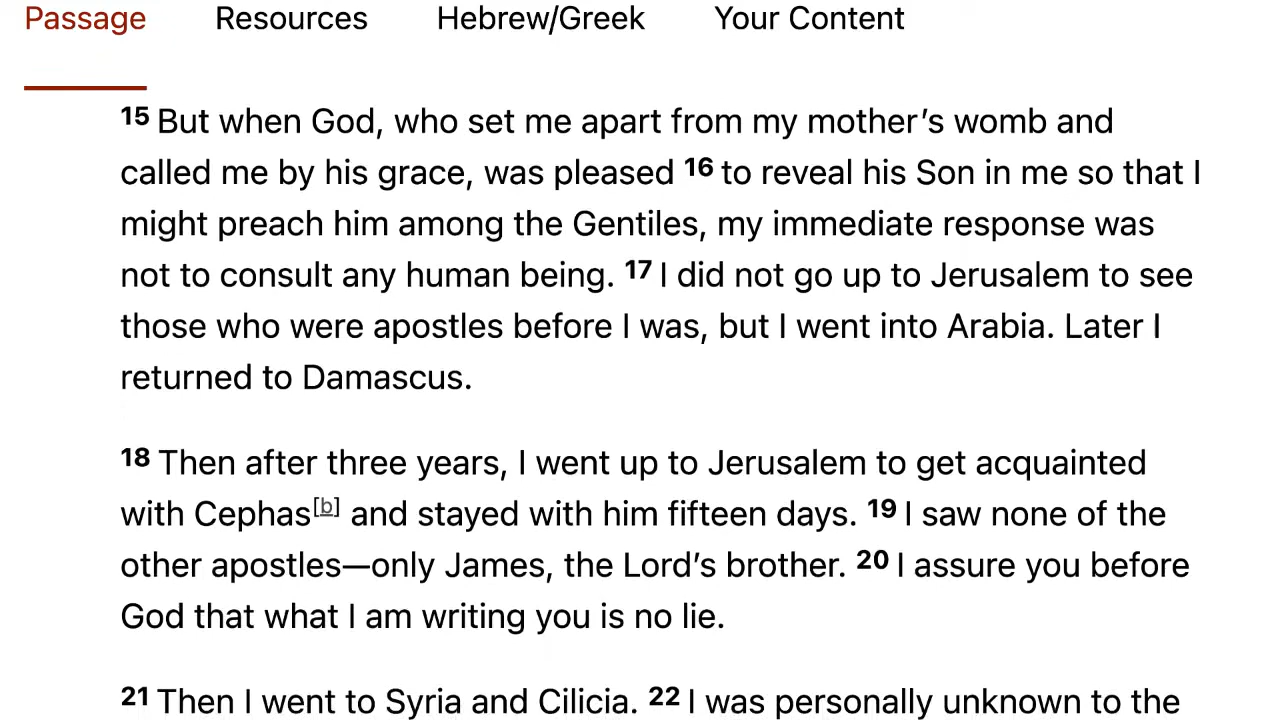 Passage Resources Hebrew/Greek Your Content
15 But when God, who set me apart from my mother’s womb and
called me by his grace, was pleased 16 to reveal his Son in me so that I
might preach him among the Gentiles, my immediate response was
not to consult any human being. 17 I did not go up to Jerusalem to see
those who were apostles before I was, but I went into Arabia. Later I
returned to Damascus.
18 Then after three years, I went up to Jerusalem to get acquainted
with Cephas[b] and stayed with him fifteen days. 19 I saw none of the
other apostles—only James, the Lord’s brother. 20 I assure you before
God that what I am writing you is no lie.
21 Then I went to Syria and Cilicia. 22 I was personally unknown to the